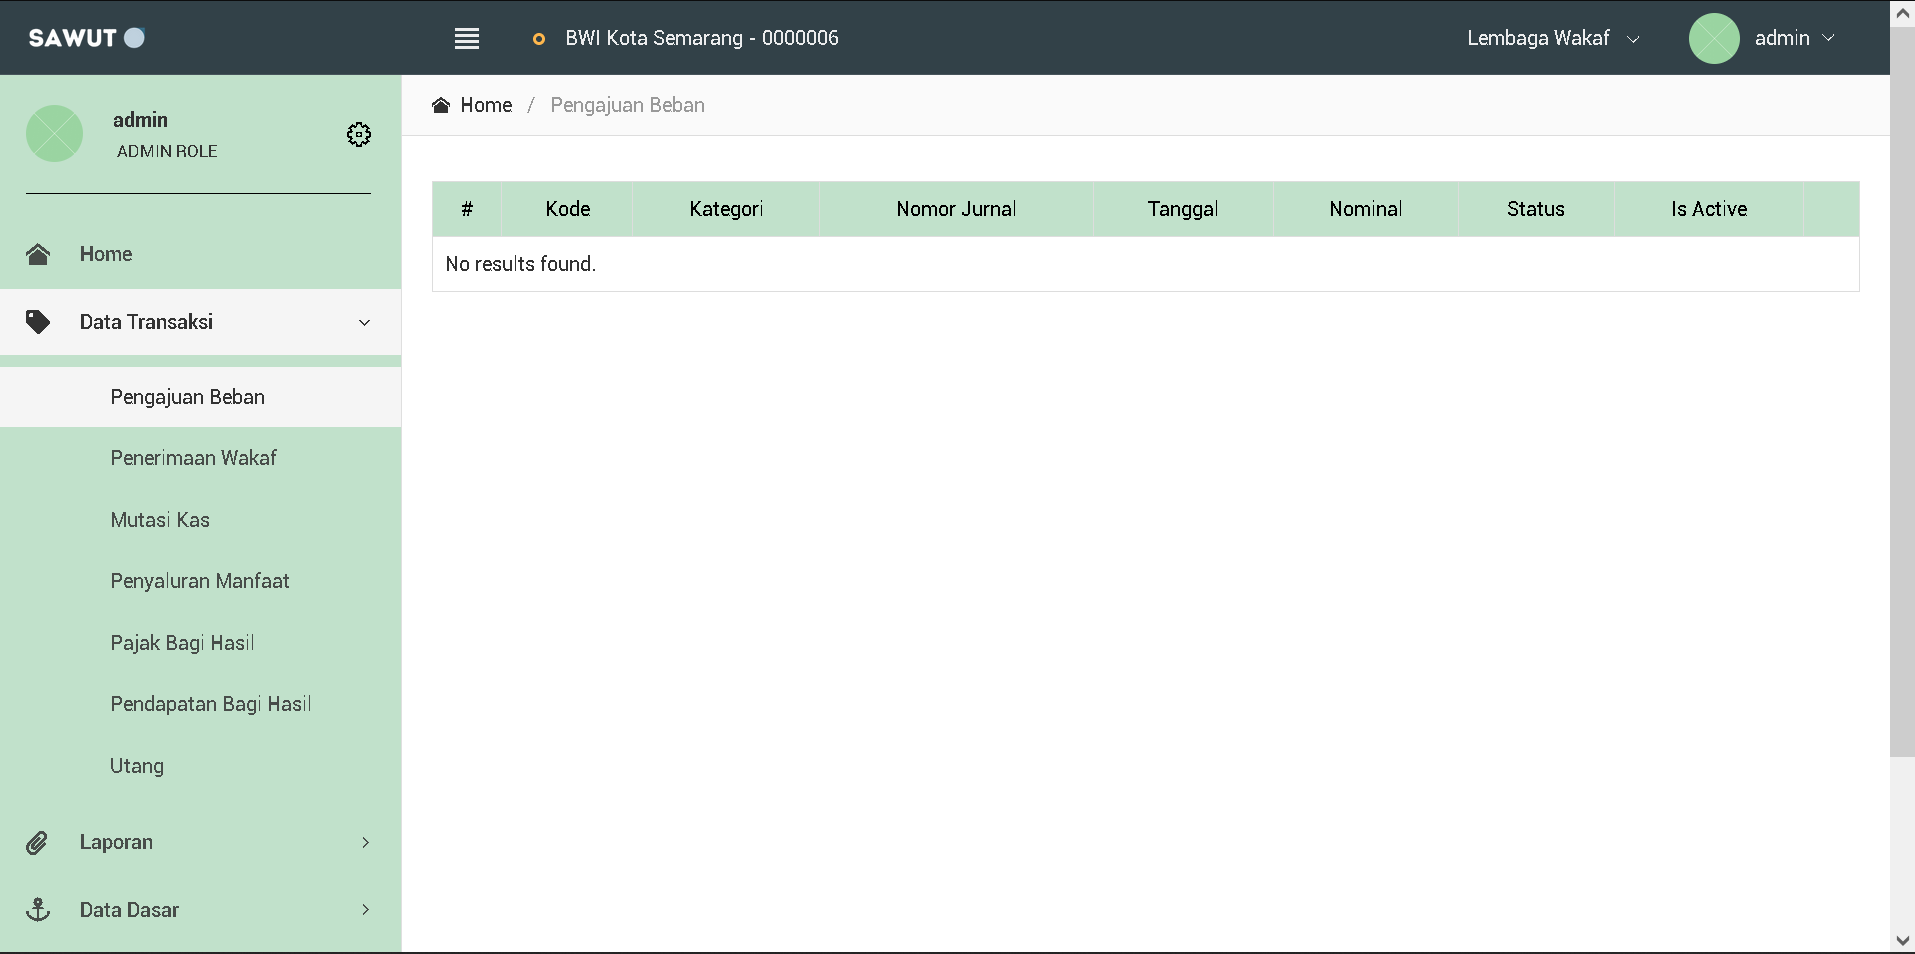 SAWUT
BWI Kota Semarang - 0000006
Lembaga Wakaf
admin
admin
ADMIN ROLE
Home
Data Transaksi
Pengajuan Beban
Penerimaan Wakaf
Mutasi Kas
Penyaluran Manfaat
Pajak Bagi Hasil
Pendapatan Bagi Hasil
Utang
Laporan
Data Dasar
Home / Pengajuan Beban
# Kode Kategori Nomor Jurnal Tanggal Nominal Status Is Active
No results found.